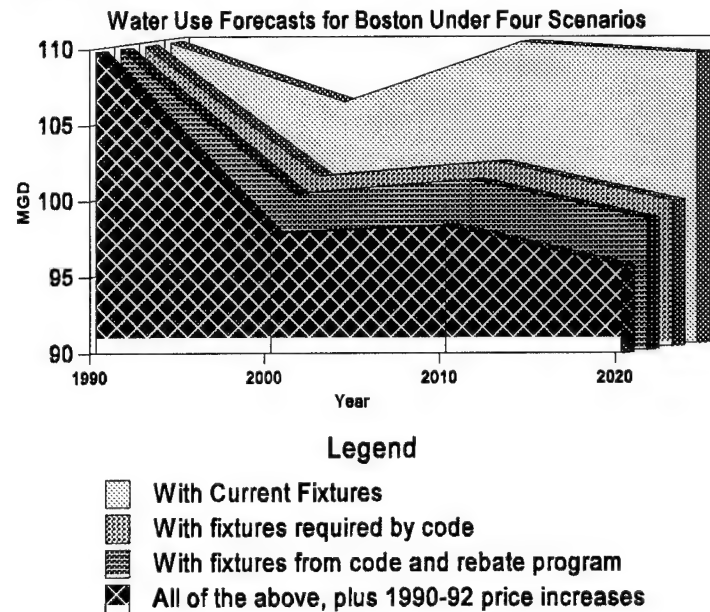 Water Use Forecasts for Boston Under Four Scenarios
110
105
100
95
90
MGD
1990
2000
2010
2020
Year
Legend
With Current Fixtures
With fixtures required by code
With fixtures from code and rebate program
All of the above, plus 1990-92 price increases